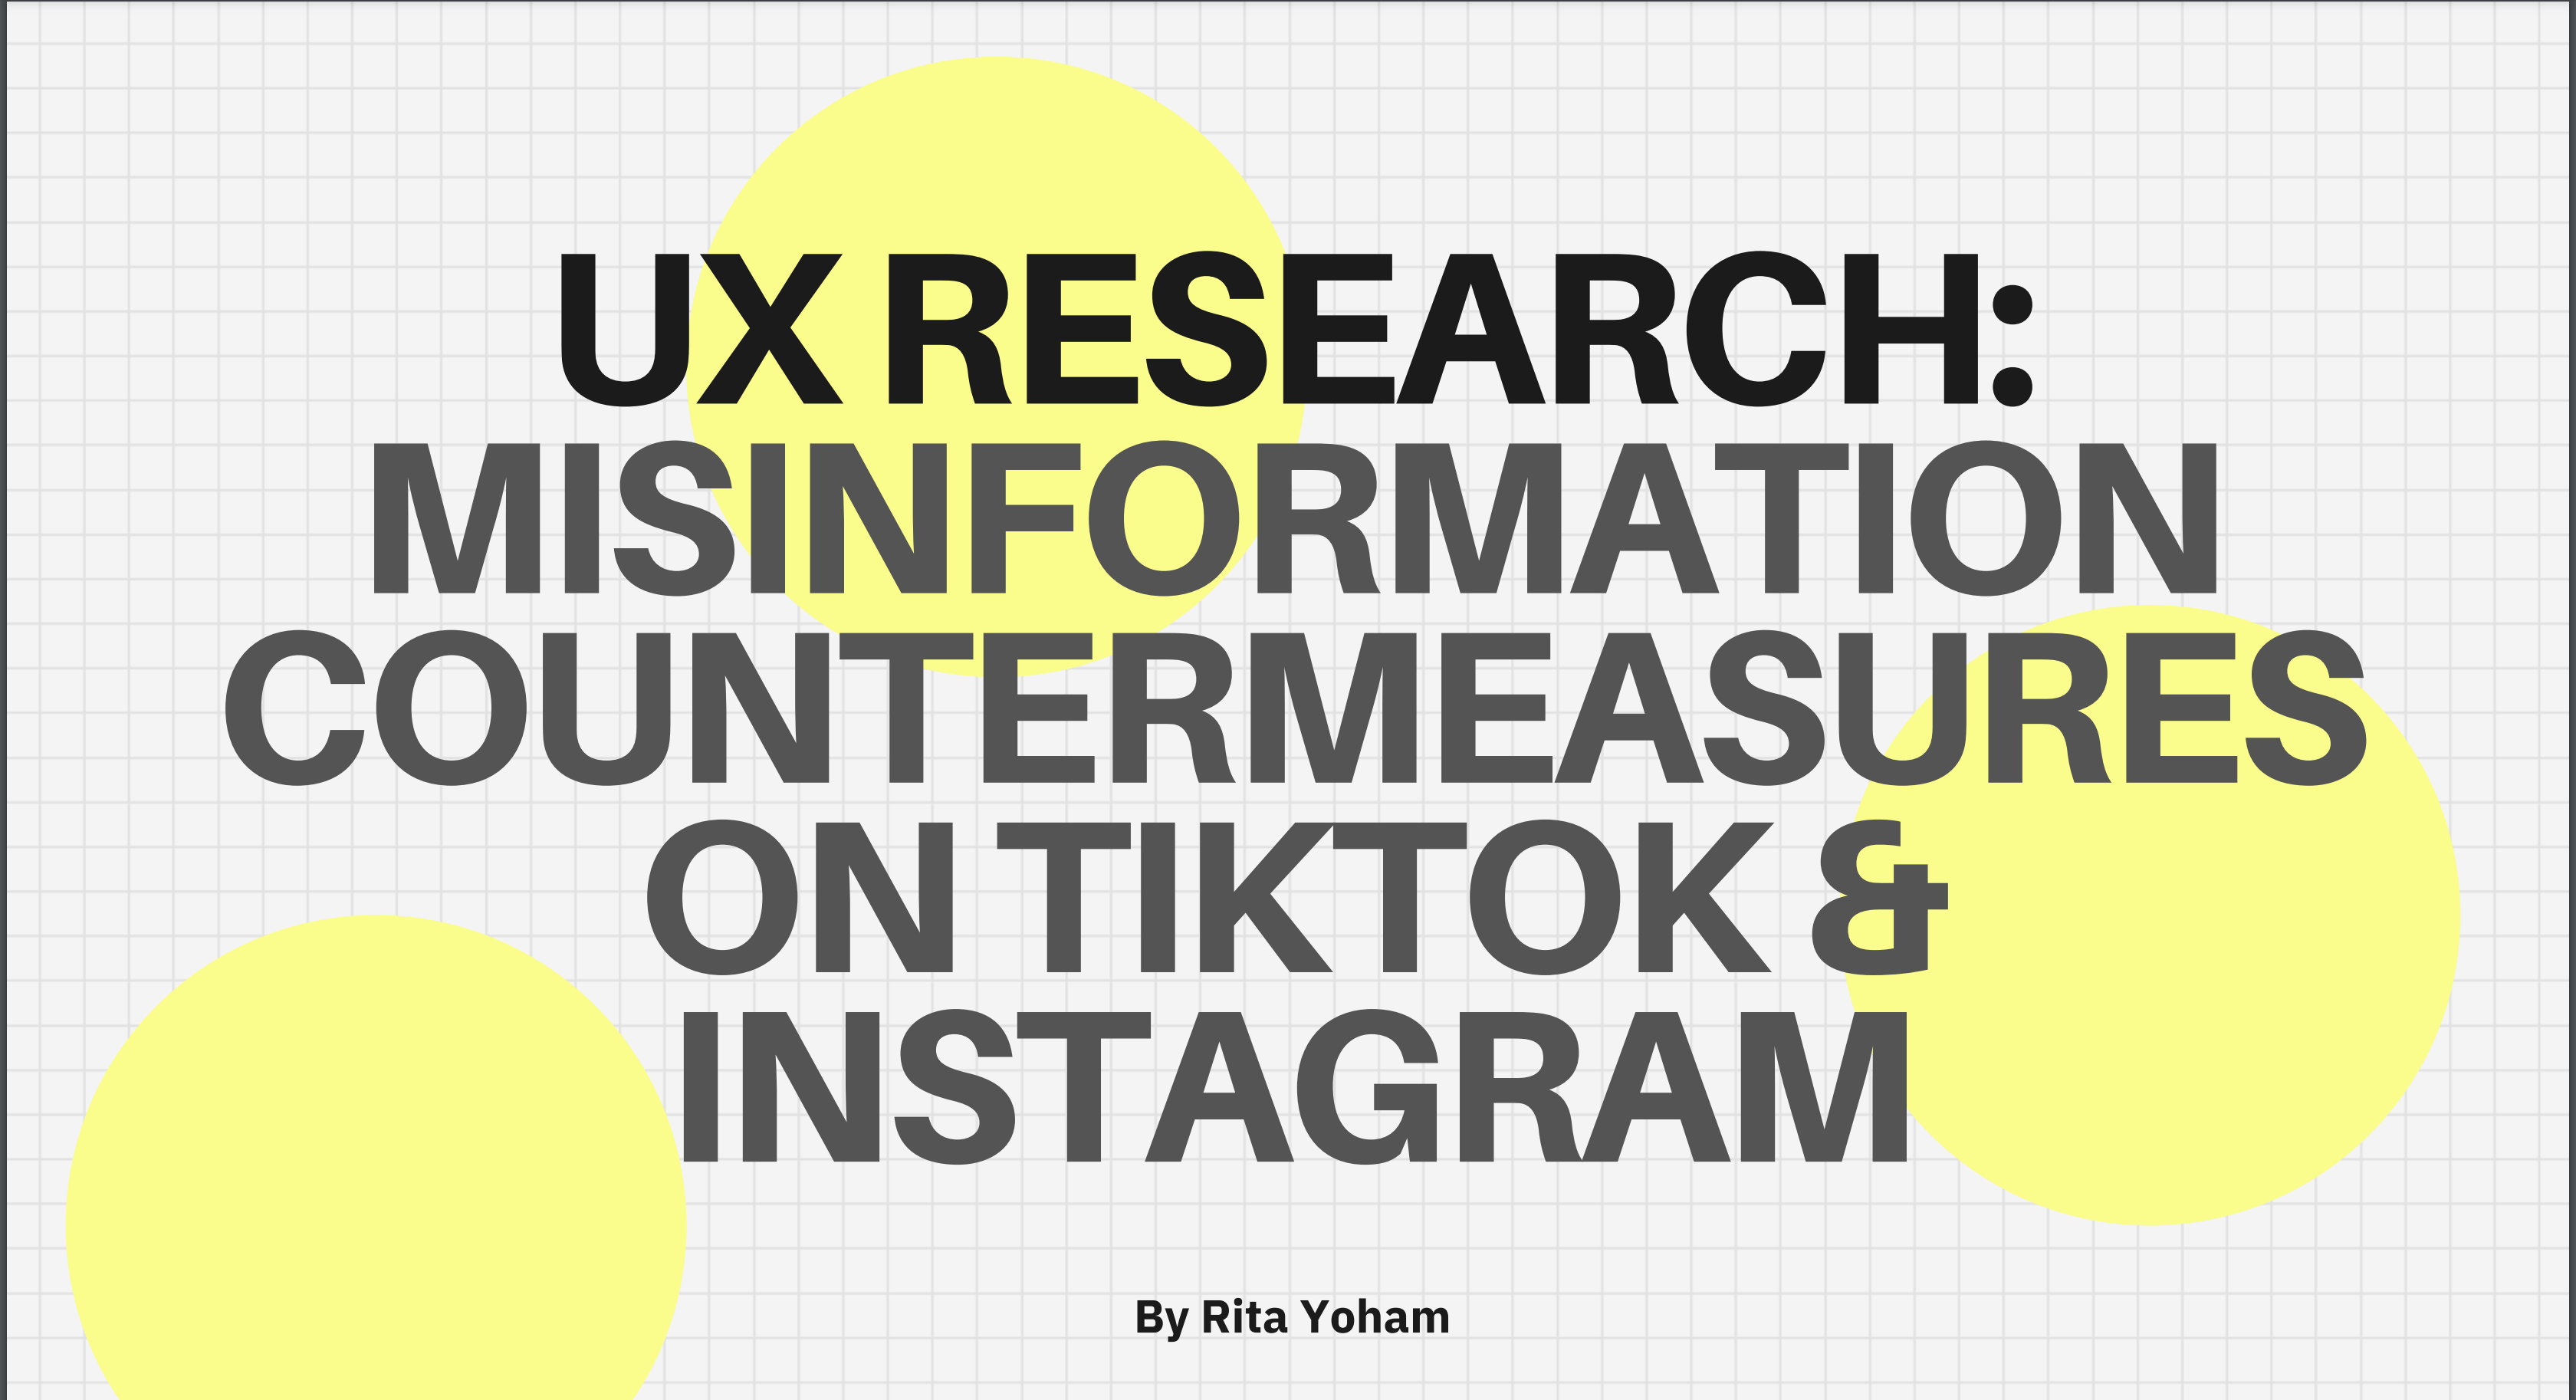 UX RESEARCH:
MISINFORMATION
COUNTERMEASURES
ON TIKTOK &
INSTAGRAM
By Rita Yoham